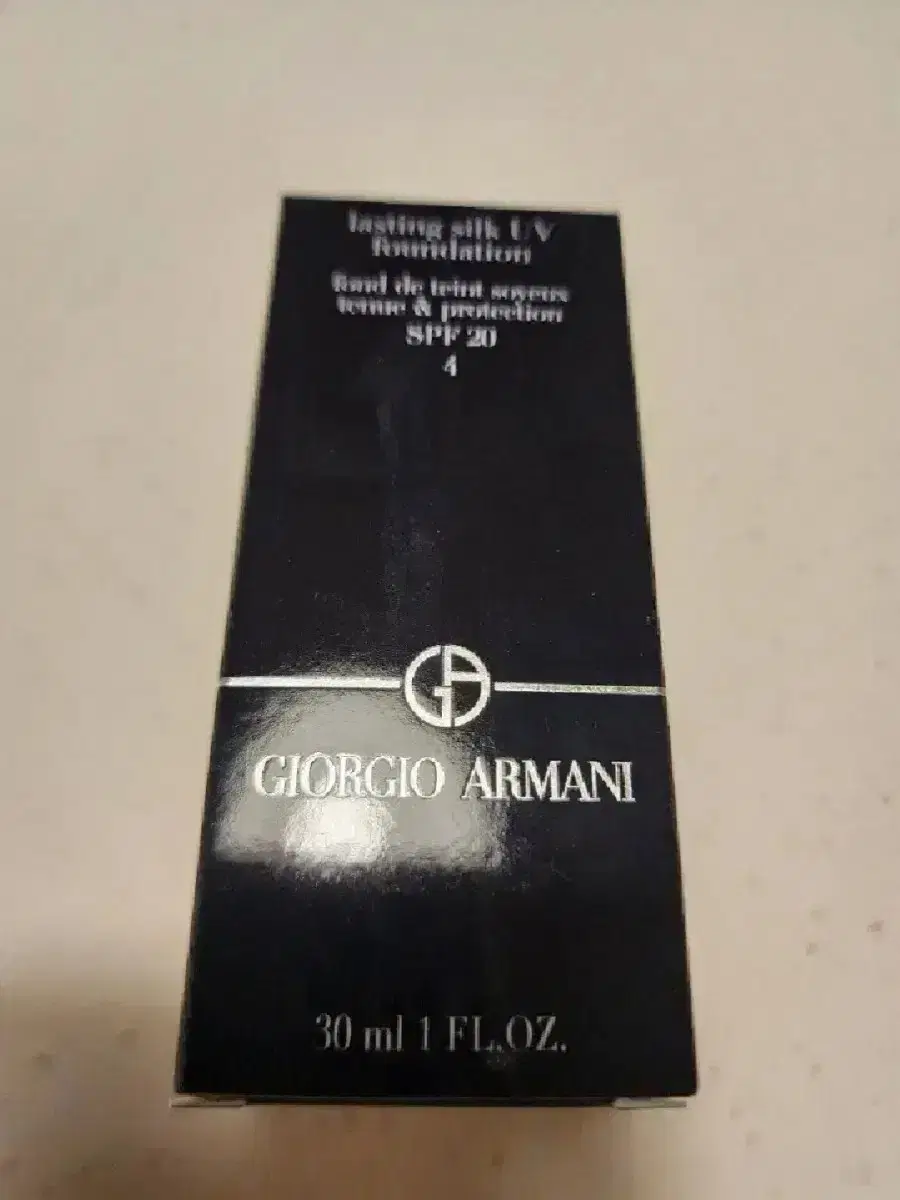 lasting silk UV
foundation
fond de teint soyeux
tenue & protection
SPF 20
4
GA
GIORGIO ARMANI
30 ml 1 FL.OZ.